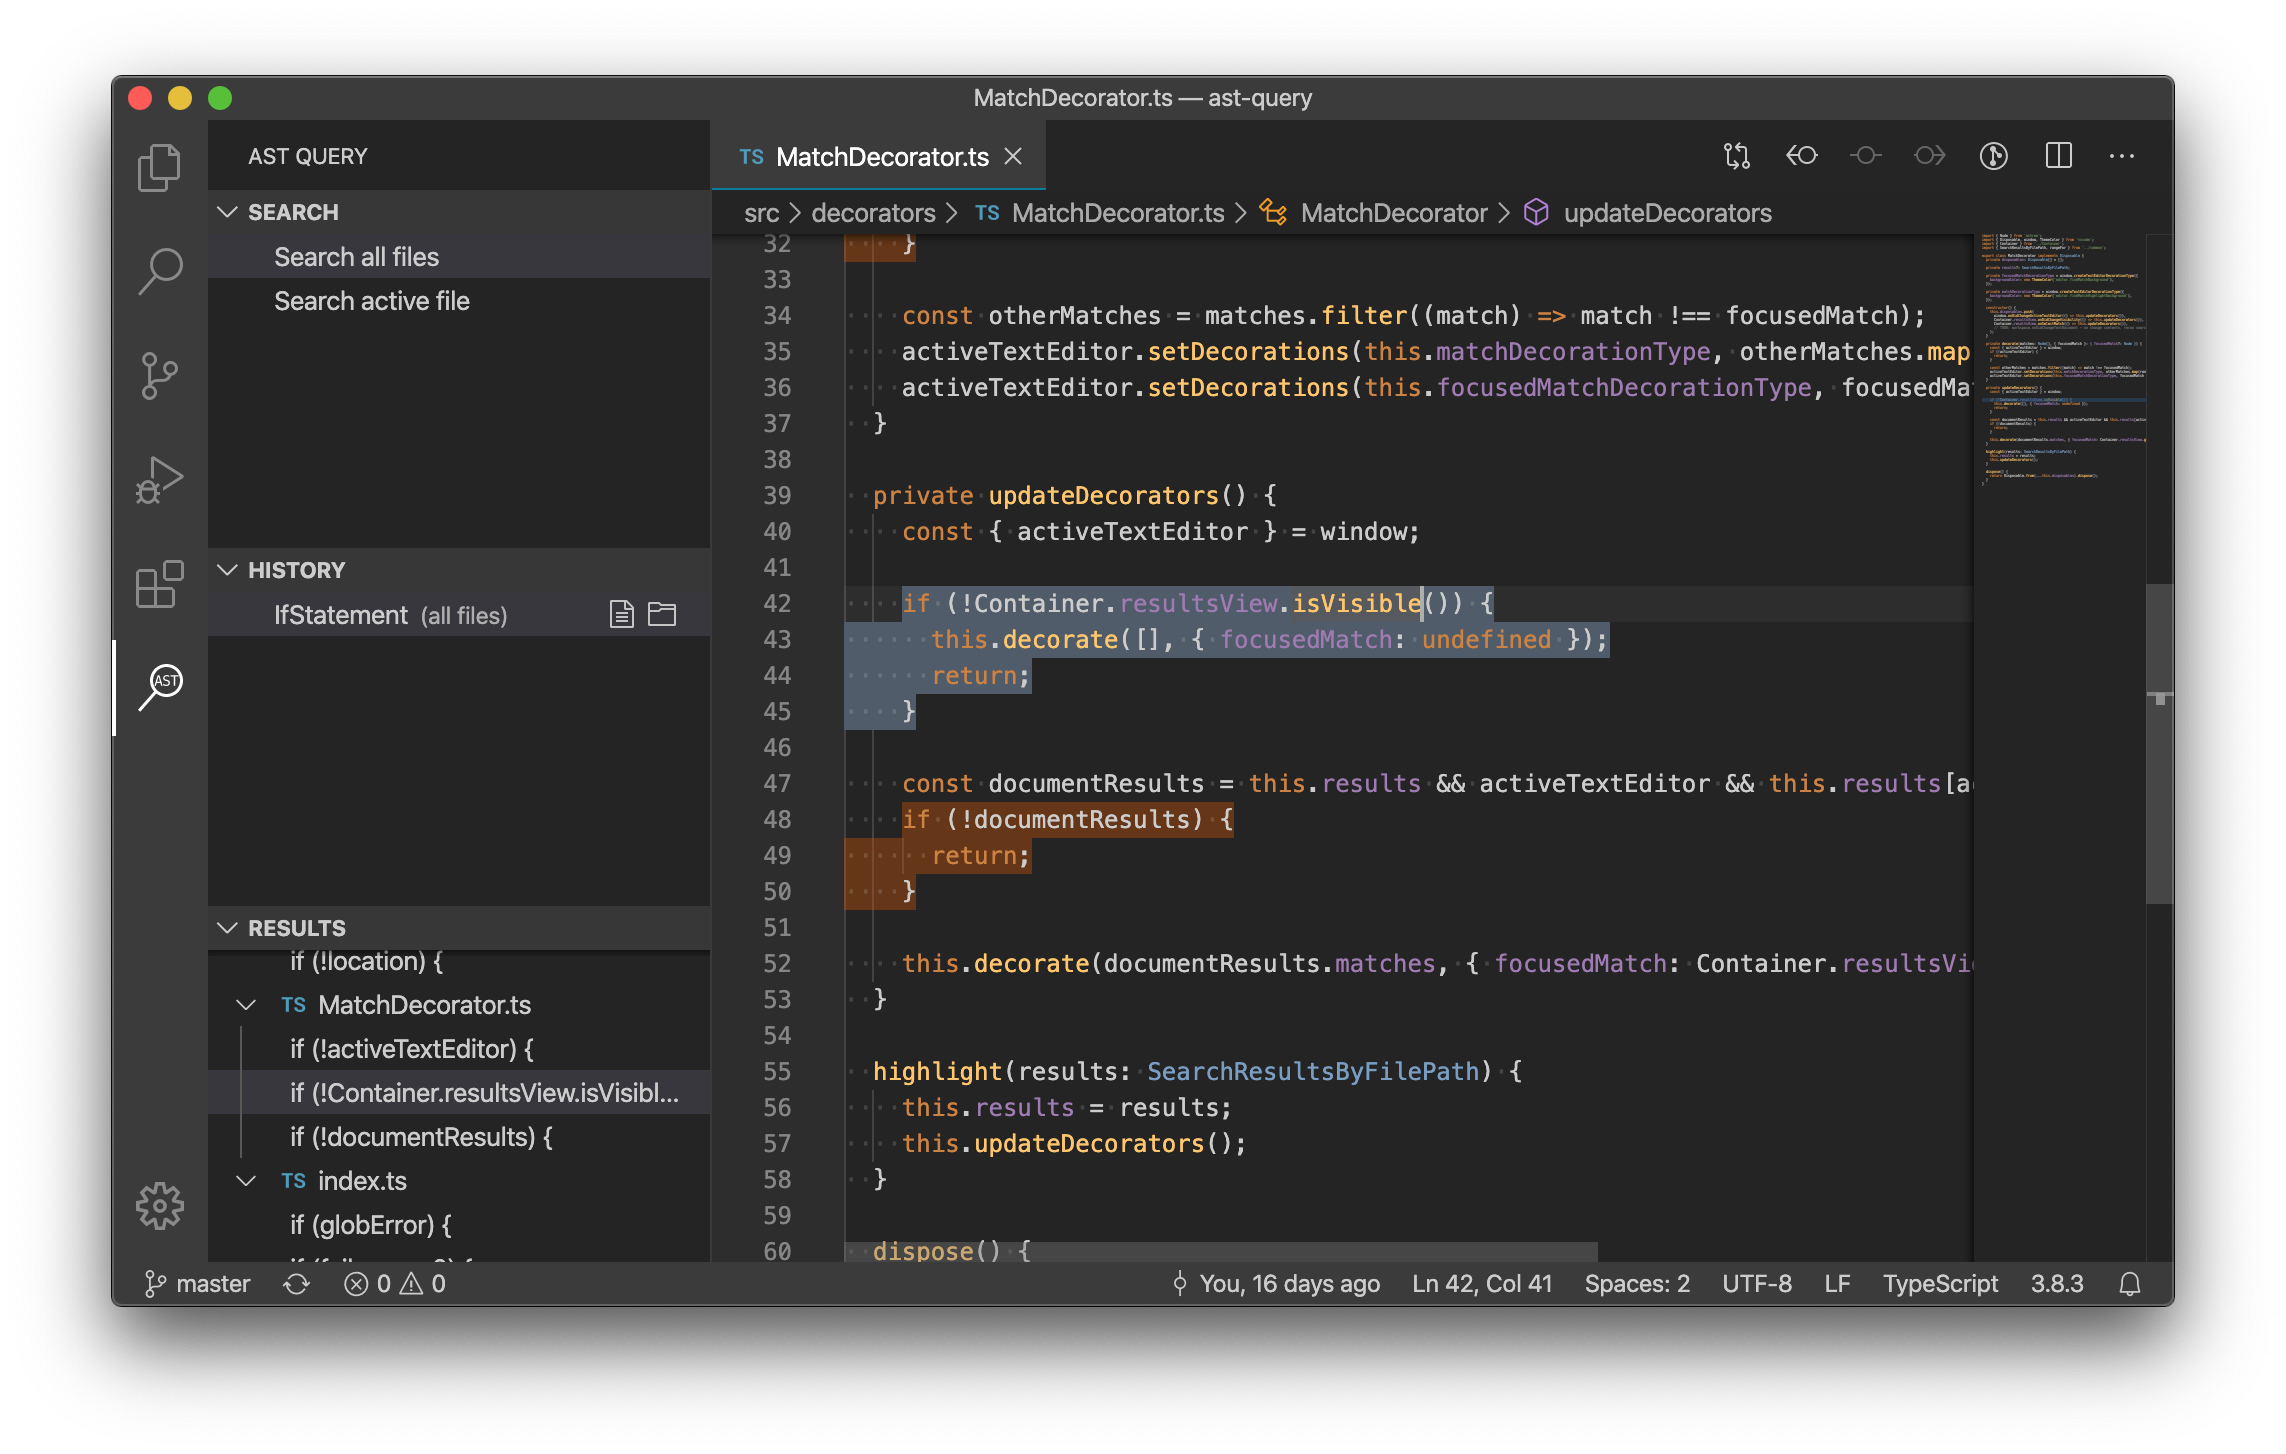 MatchDecorator.ts — ast-query
AST QUERY
SEARCH
Search all files
Search active file
HISTORY
IfStatement (all files)
AST
RESULTS
if (!location) {
TS MatchDecorator.ts
if (!activeTextEditor) {
if (!Container.resultsView.isVisibl...
if (!documentResults) {
TS index.ts
if (globError) {
TS MatchDecorator.ts
src > decorators > TS MatchDecorator.ts > MatchDecorator > updateDecorators
32 }
33
34 const otherMatches = matches.filter((match) => match !== focusedMatch);
35 activeTextEditor.setDecorations(this.matchDecorationType, otherMatches.map
36 activeTextEditor.setDecorations(this.focusedMatchDecorationType, focusedMa
37 }
38
39 private updateDecorators() {
40 const { activeTextEditor } = window;
41
42 if (!Container.resultsView.isVisible()) {
43 this.decorate([], { focusedMatch: undefined });
44 return;
45 }
46
47 const documentResults = this.results && activeTextEditor && this.results[a
48 if (!documentResults) {
49 return;
50 }
51
52 this.decorate(documentResults.matches, { focusedMatch: Container.resultsVi
53 }
54
55 highlight(results: SearchResultsByFilePath) {
56 this.results = results;
57 this.updateDecorators();
58 }
59
60 dispose() {
master 0 0 You, 16 days ago Ln 42, Col 41 Spaces: 2 UTF-8 LF TypeScript 3.8.3